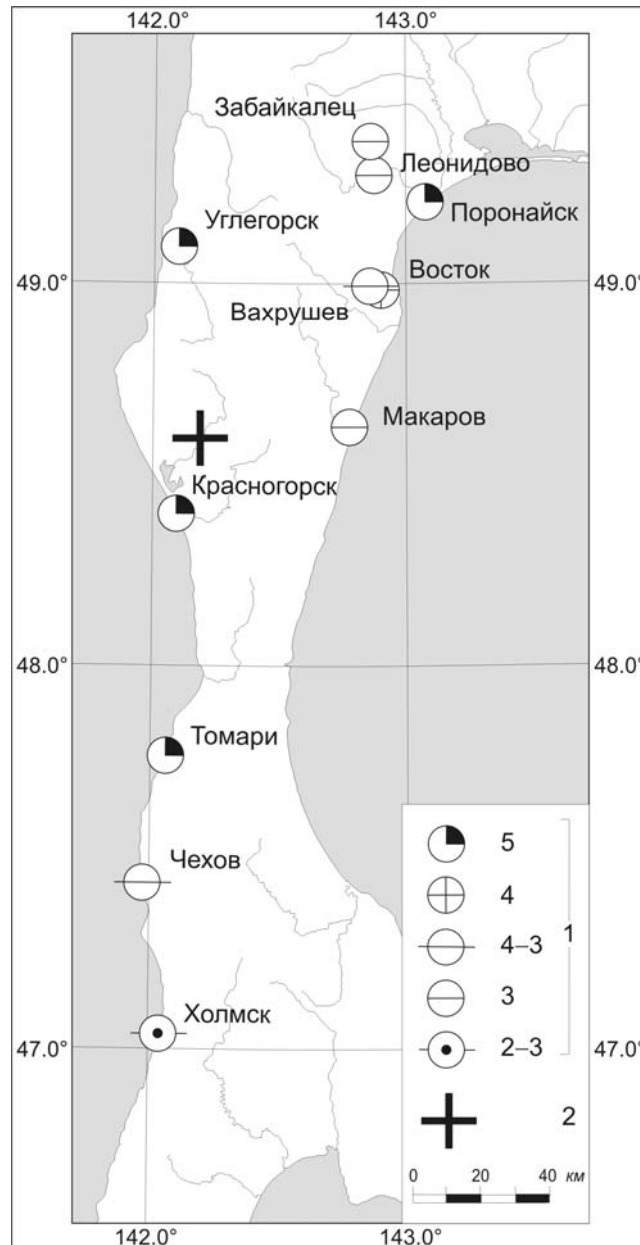 142.0° 143.0°
Забайкалец
Леонидово
Поронайск
Углегорск
49.0° Восток 49.0°
Вахрушев
Макаров
Красногорск
48.0° 48.0°
Томари
Чехов
Холмск
47.0° 47.0°
5
4
4–3
3
2–3
1
2
0 20 40 км
142.0° 143.0°